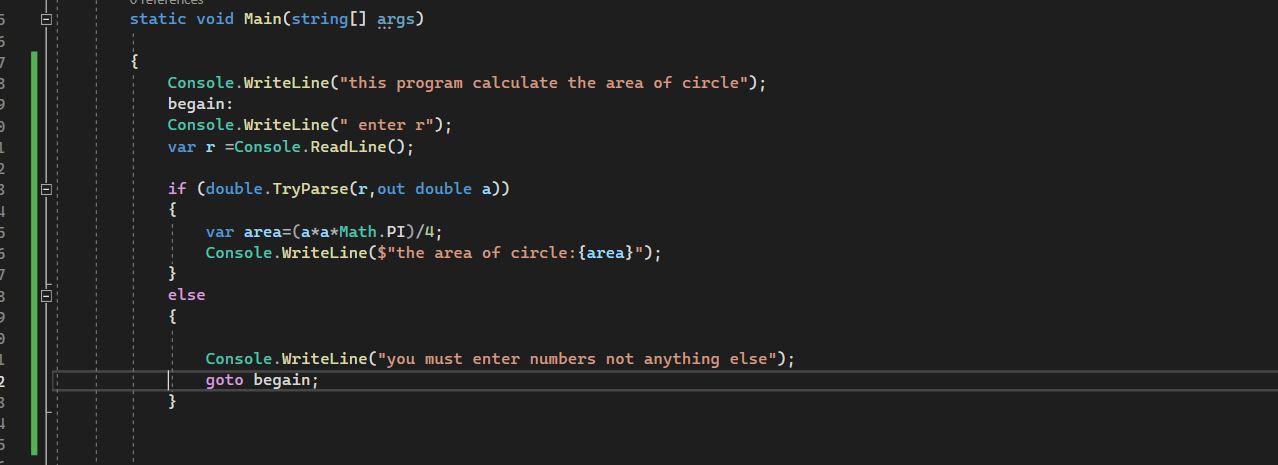 0 references
static void Main(string[] args)
{
Console.WriteLine("this program calculate the area of circle");
begain:
Console.WriteLine(" enter r");
var r =Console.ReadLine();
if (double.TryParse(r,out double a))
{
var area=(a*a*Math.PI)/4;
Console.WriteLine($"the area of circle:{area}");
}
else
{
Console.WriteLine("you must enter numbers not anything else");
goto begain;
}